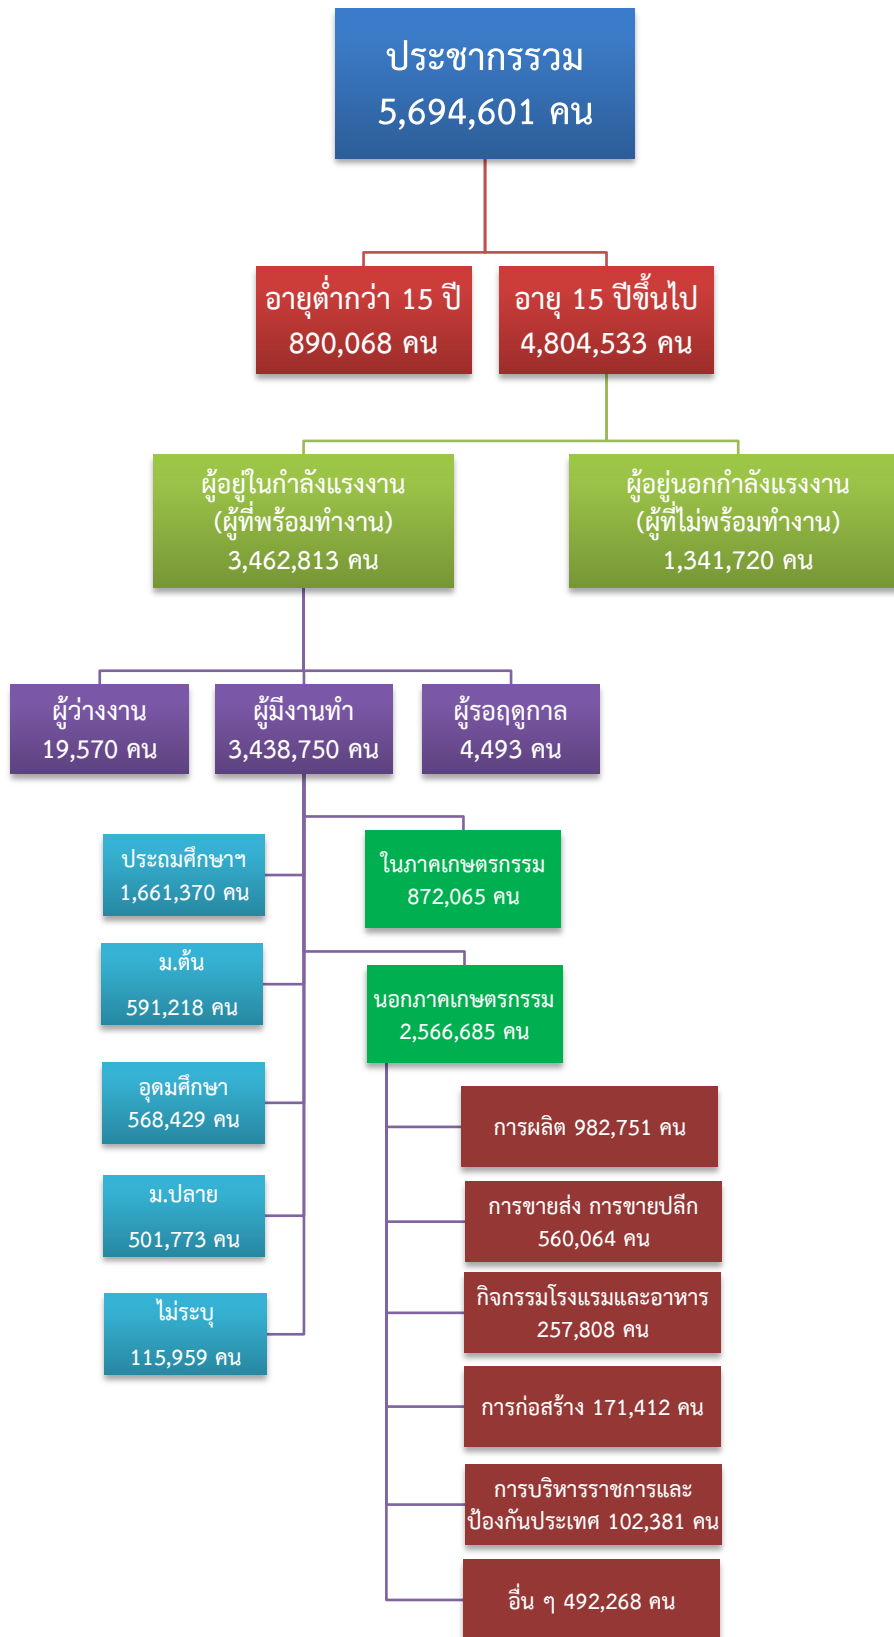 ประชากรรวม
5,694,601 คน
อายุต่ำกว่า 15 ปี
890,068 คน
อายุ 15 ปีขึ้นไป
4,804,533 คน
ผู้อยู่ในกำลังแรงงาน
(ผู้ที่พร้อมทำงาน)
3,462,813 คน
ผู้อยู่นอกกำลังแรงงาน
(ผู้ที่ไม่พร้อมทำงาน)
1,341,720 คน
ผู้ว่างงาน
19,570 คน
ผู้มีงานทำ
3,438,750 คน
ผู้รอฤดูกาล
4,493 คน
ประถมศึกษาฯ
1,661,370 คน
ม.ต้น
591,218 คน
อุดมศึกษา
568,429 คน
ม.ปลาย
501,773 คน
ไม่ระบุ
115,959 คน
ในภาคเกษตรกรรม
872,065 คน
นอกภาคเกษตรกรรม
2,566,685 คน
การผลิต 982,751 คน
การขายส่ง การขายปลีก
560,064 คน
กิจกรรมโรงแรมและอาหาร
257,808 คน
การก่อสร้าง 171,412 คน
การบริหารราชการและ
ป้องกันประเทศ 102,381 คน
อื่น ๆ 492,268 คน